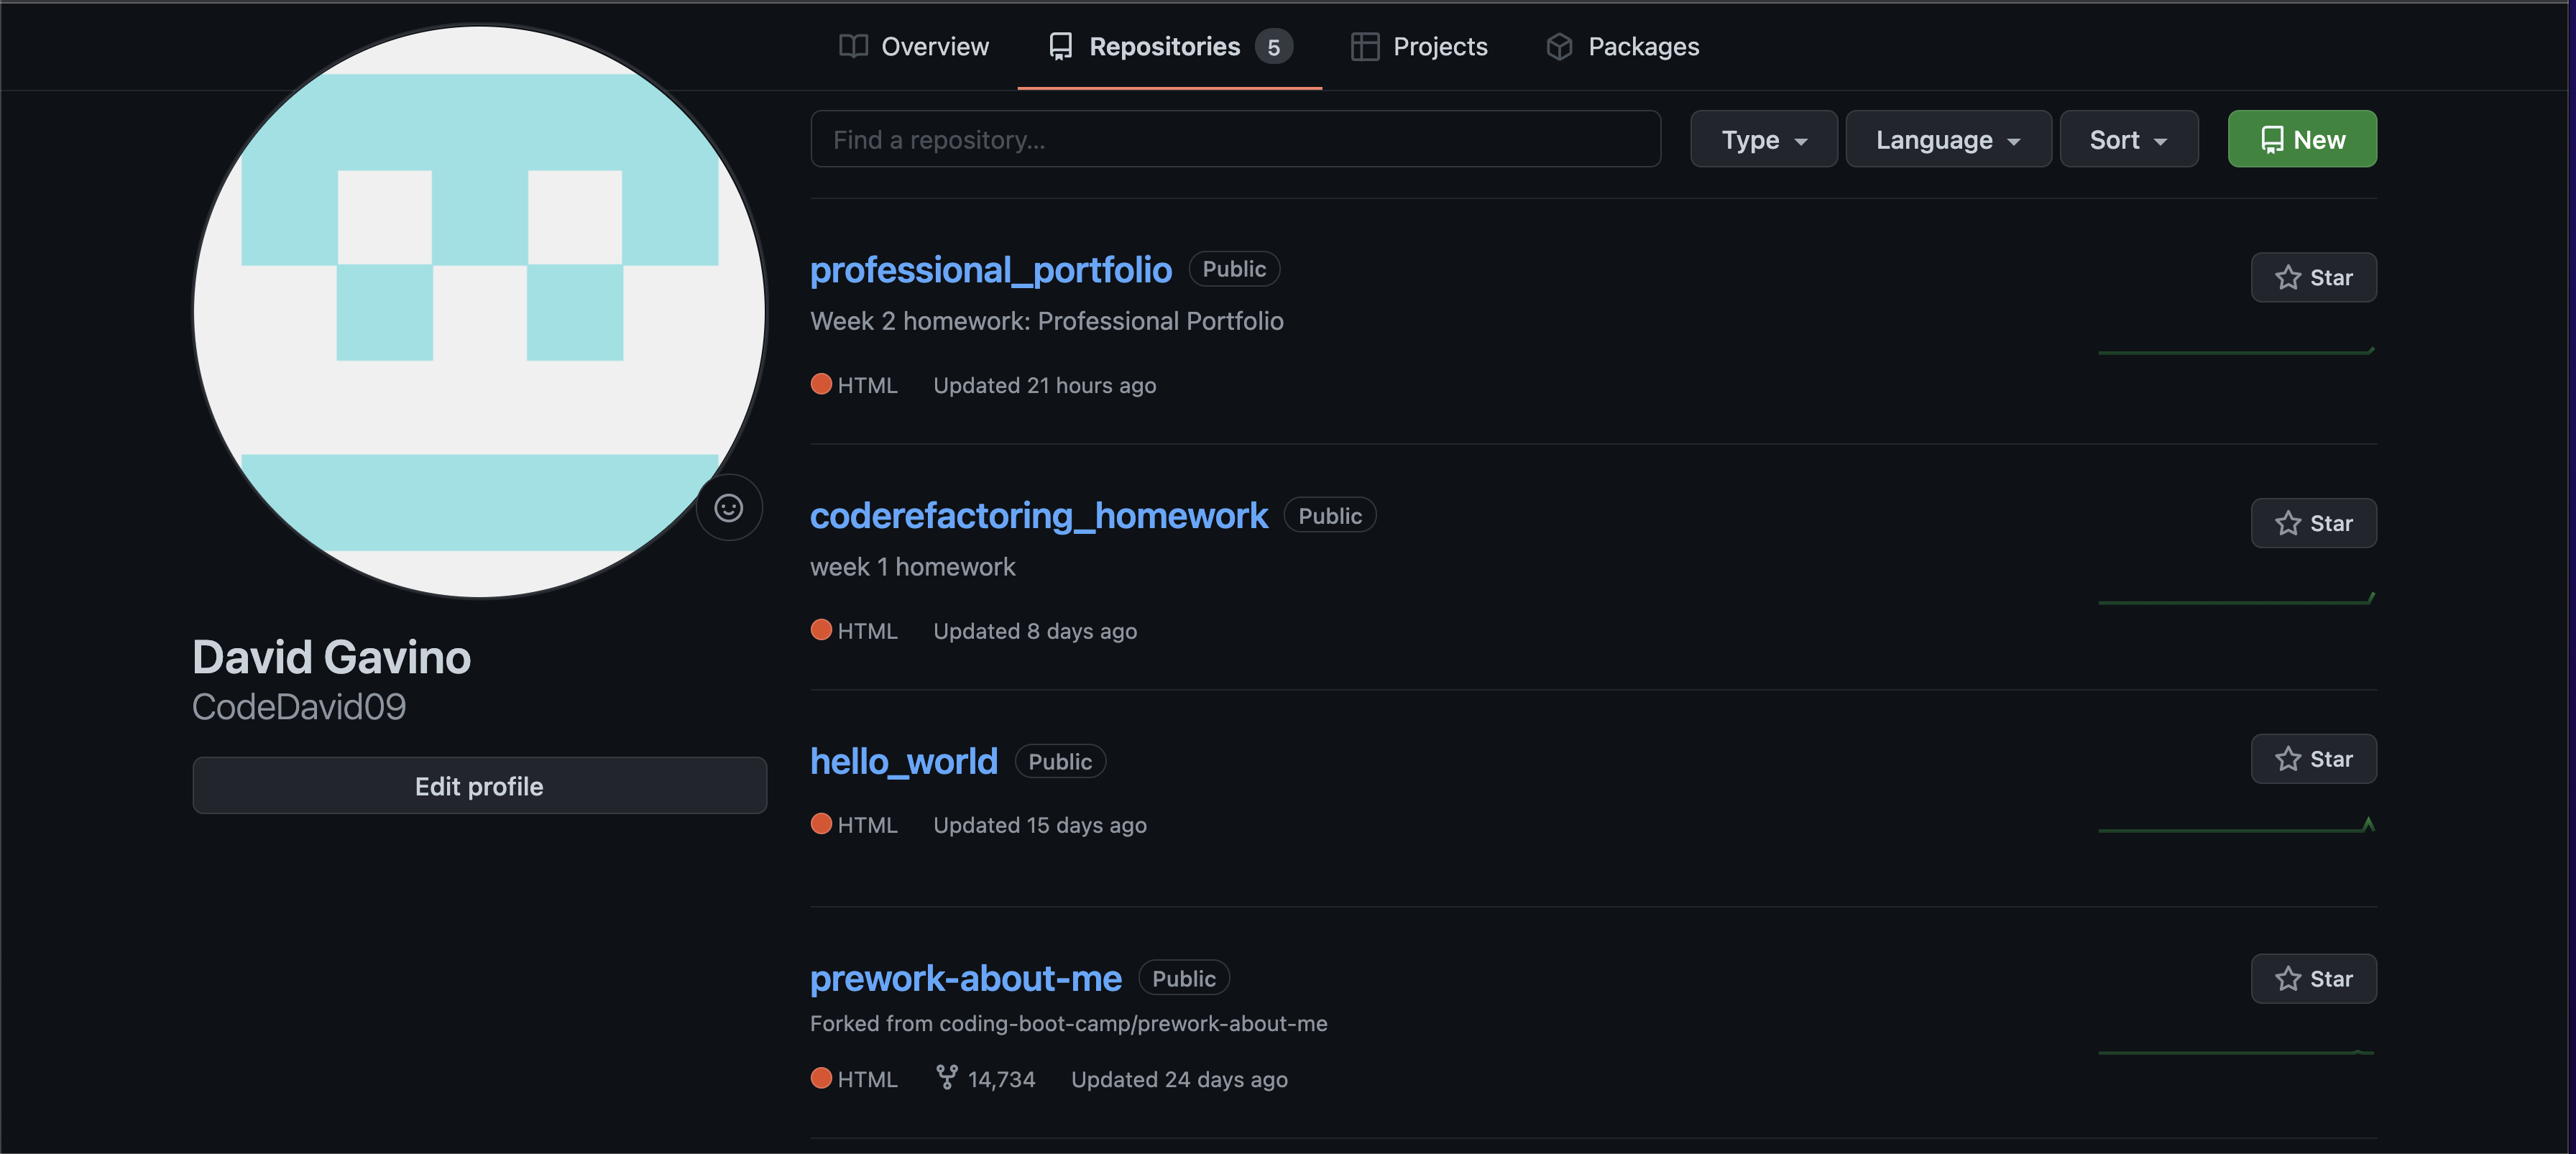 Overview Repositories 5 Projects Packages
Find a repository... Type Language Sort New
professional_portfolio Public Star
Week 2 homework: Professional Portfolio
HTML Updated 21 hours ago
coderefactoring_homework Public Star
week 1 homework
HTML Updated 8 days ago
David Gavino
CodeDavid09
Edit profile
hello_world Public Star
HTML Updated 15 days ago
prework-about-me Public Star
Forked from coding-boot-camp/prework-about-me
HTML 14,734 Updated 24 days ago